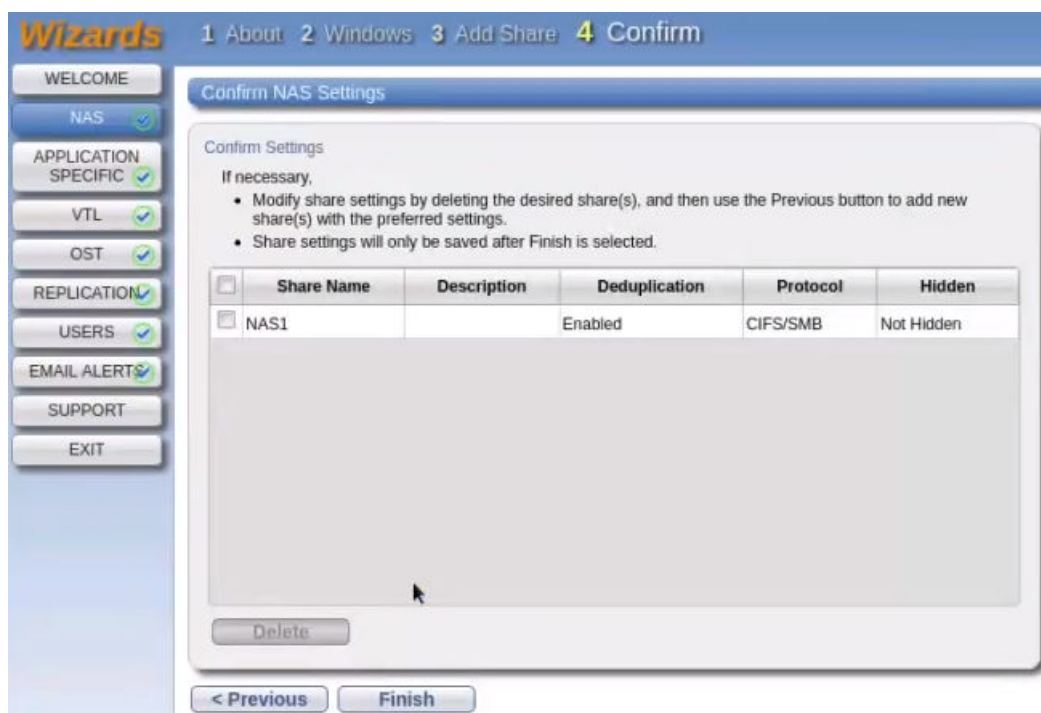 Wizards
1 About 2 Windows 3 Add Share 4 Confirm
WELCOME
NAS
APPLICATION
SPECIFIC
VTL
OST
REPLICATION
USERS
EMAIL ALERTS
SUPPORT
EXIT
Confirm NAS Settings
Confirm Settings
If necessary,
• Modify share settings by deleting the desired share(s), and then use the Previous button to add new
share(s) with the preferred settings.
• Share settings will only be saved after Finish is selected.
Share Name Description Deduplication Protocol Hidden
NAS1 Enabled CIFS/SMB Not Hidden
Delete
< Previous Finish